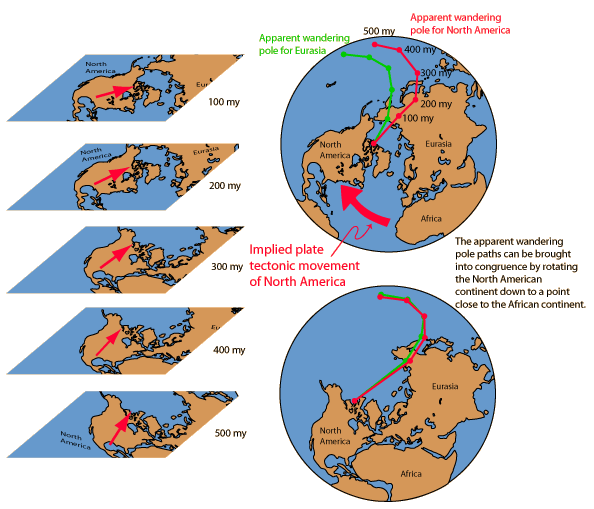 North
America
Eur
100 my
North
America
Eurasia
200 my
300 my
Eu
400 my
North
America
500 my
Apparent wandering
pole for Eurasia
500 my
Apparent wandering
pole for North America
400 my
300 my
200 my
100 my
North
America
Eurasia
Africa
Implied plate
tectonic movement
of North America
The apparent wandering
pole paths can be brought
into congruence by rotating
the North American
continent down to a point
close to the African continent.
Eurasia
North
America
Africa